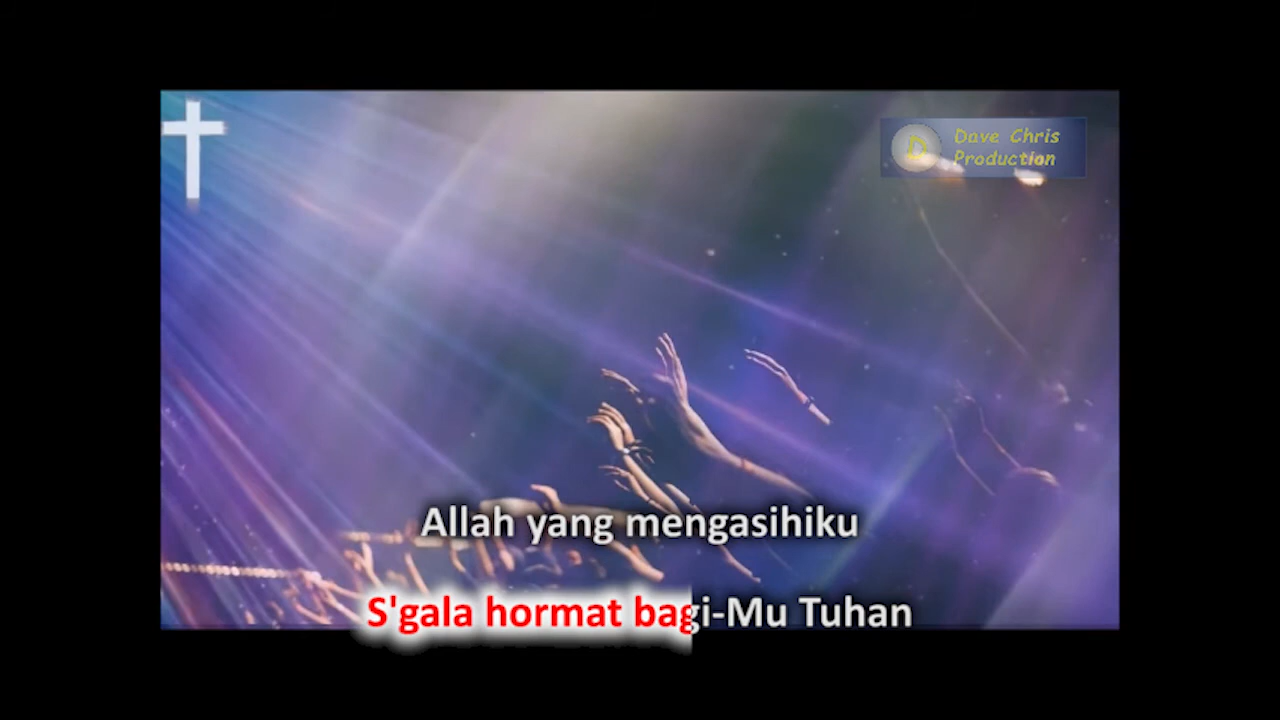 Dave Chris
Production
Allah yang mengasihiku
S'gala hormat bagi-Mu Tuhan